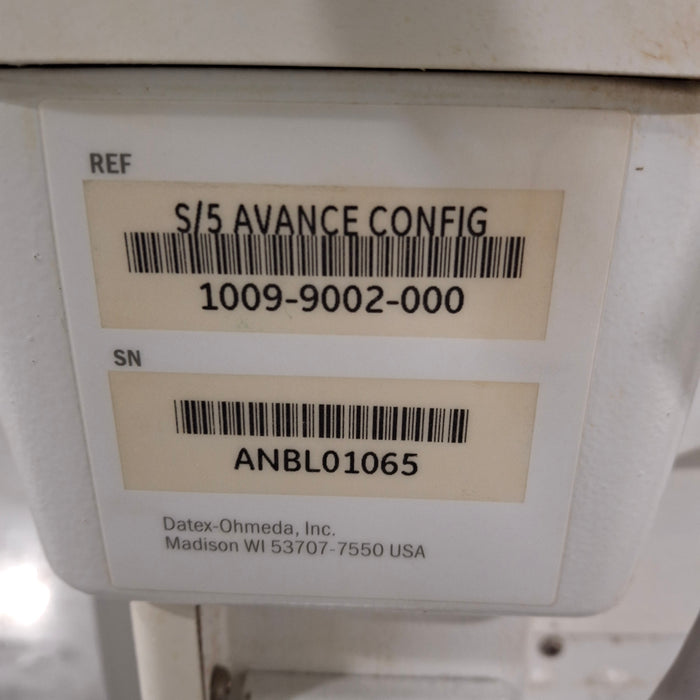 REF
S/5 AVANCE CONFIG
1009-9002-000
SN
ANBL01065
Datex-Ohmeda, Inc.
Madison WI 53707-7550 USA